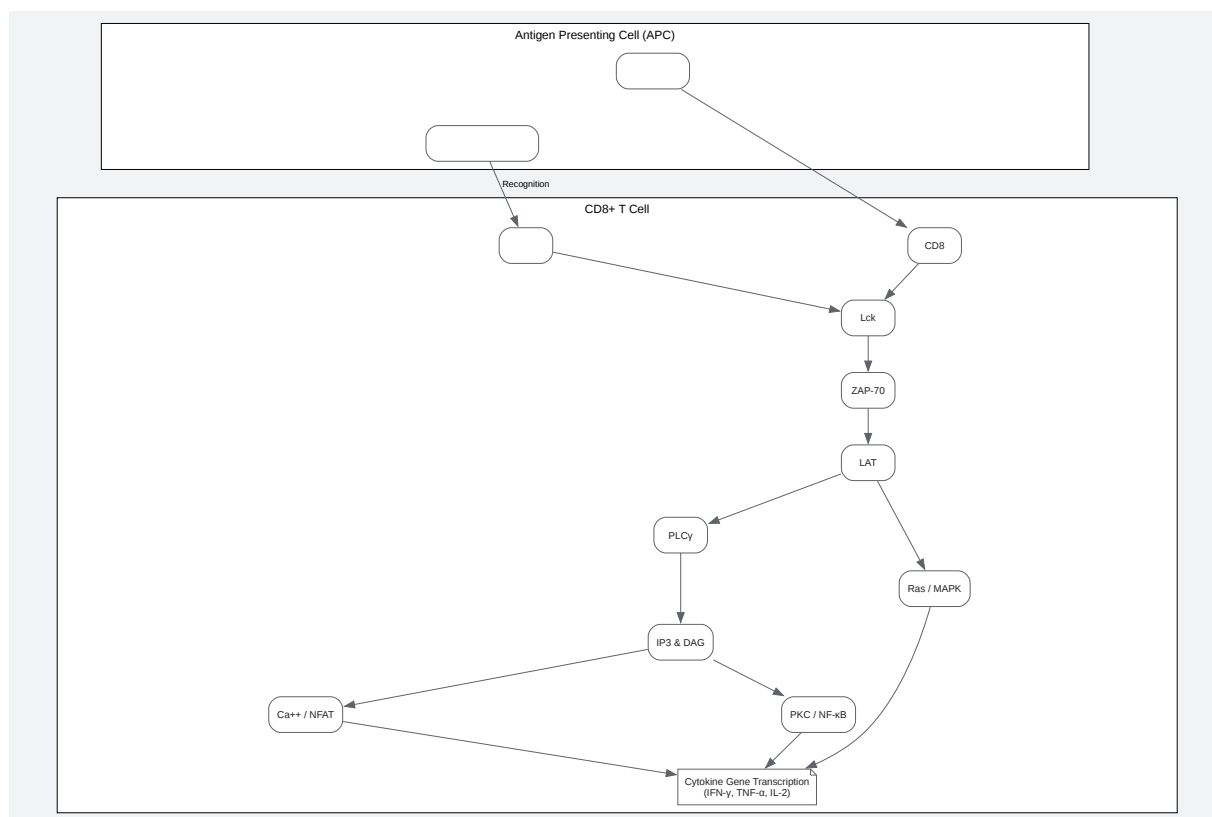 Antigen Presenting Cell (APC)
Recognition
CD8+ T Cell
CD8
Lck
ZAP-70
LAT
PLCγ
Ras / MAPK
IP3 & DAG
Ca++ / NFAT
PKC / NF-κB
Cytokine Gene Transcription
(IFN-γ, TNF-α, IL-2)